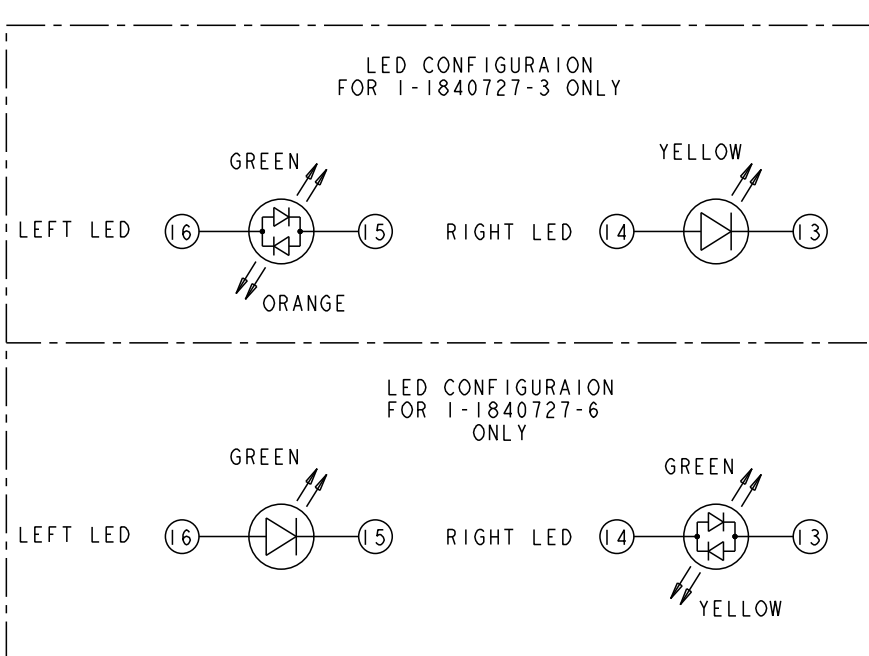 LED CONFIGURAION
FOR 1-1840727-3 ONLY
GREEN
YELLOW
LEFT LED 16 15 RIGHT LED 14 13
ORANGE
LED CONFIGURAION
FOR 1-1840727-6
ONLY
GREEN
GREEN
LEFT LED 16 15 RIGHT LED 14 13
YELLOW